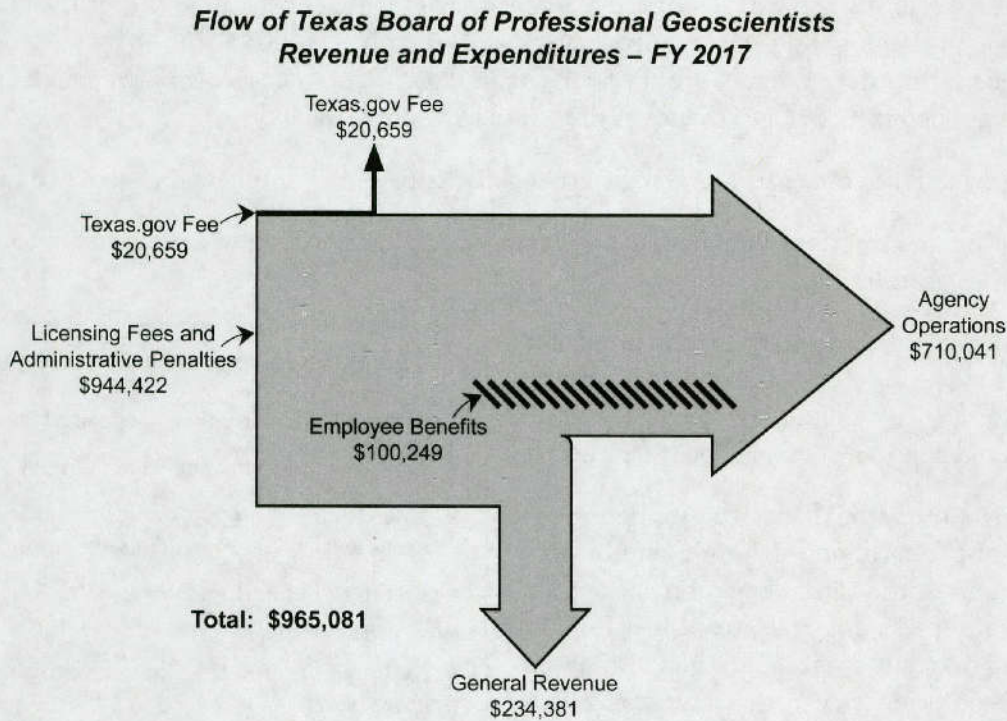 Flow of Texas Board of Professional Geoscientists
Revenue and Expenditures – FY 2017
Texas.gov Fee
$20,659
Texas.gov Fee
$20,659
Licensing Fees and
Administrative Penalties
$944,422
Agency
Operations
$710,041
Employee Benefits
$100,249
Total: $965,081
General Revenue
$234,381